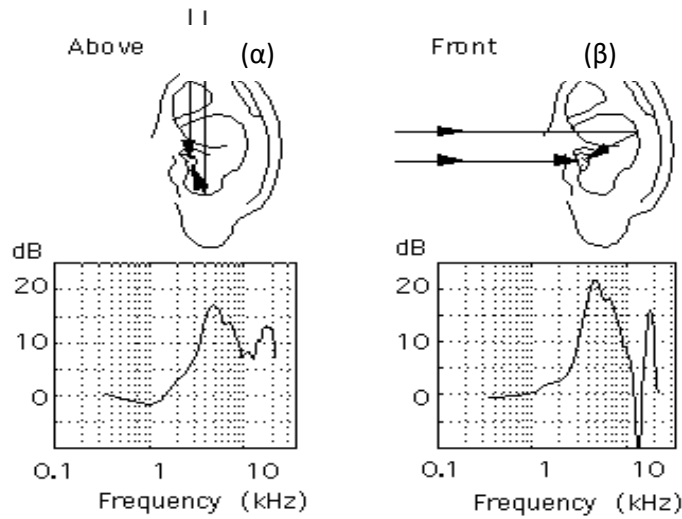 Above (α)
Front (β)
dB
20
10
0
0.1 1 10
Frequency (kHz)
dB
20
10
0
0.1 1 10
Frequency (kHz)